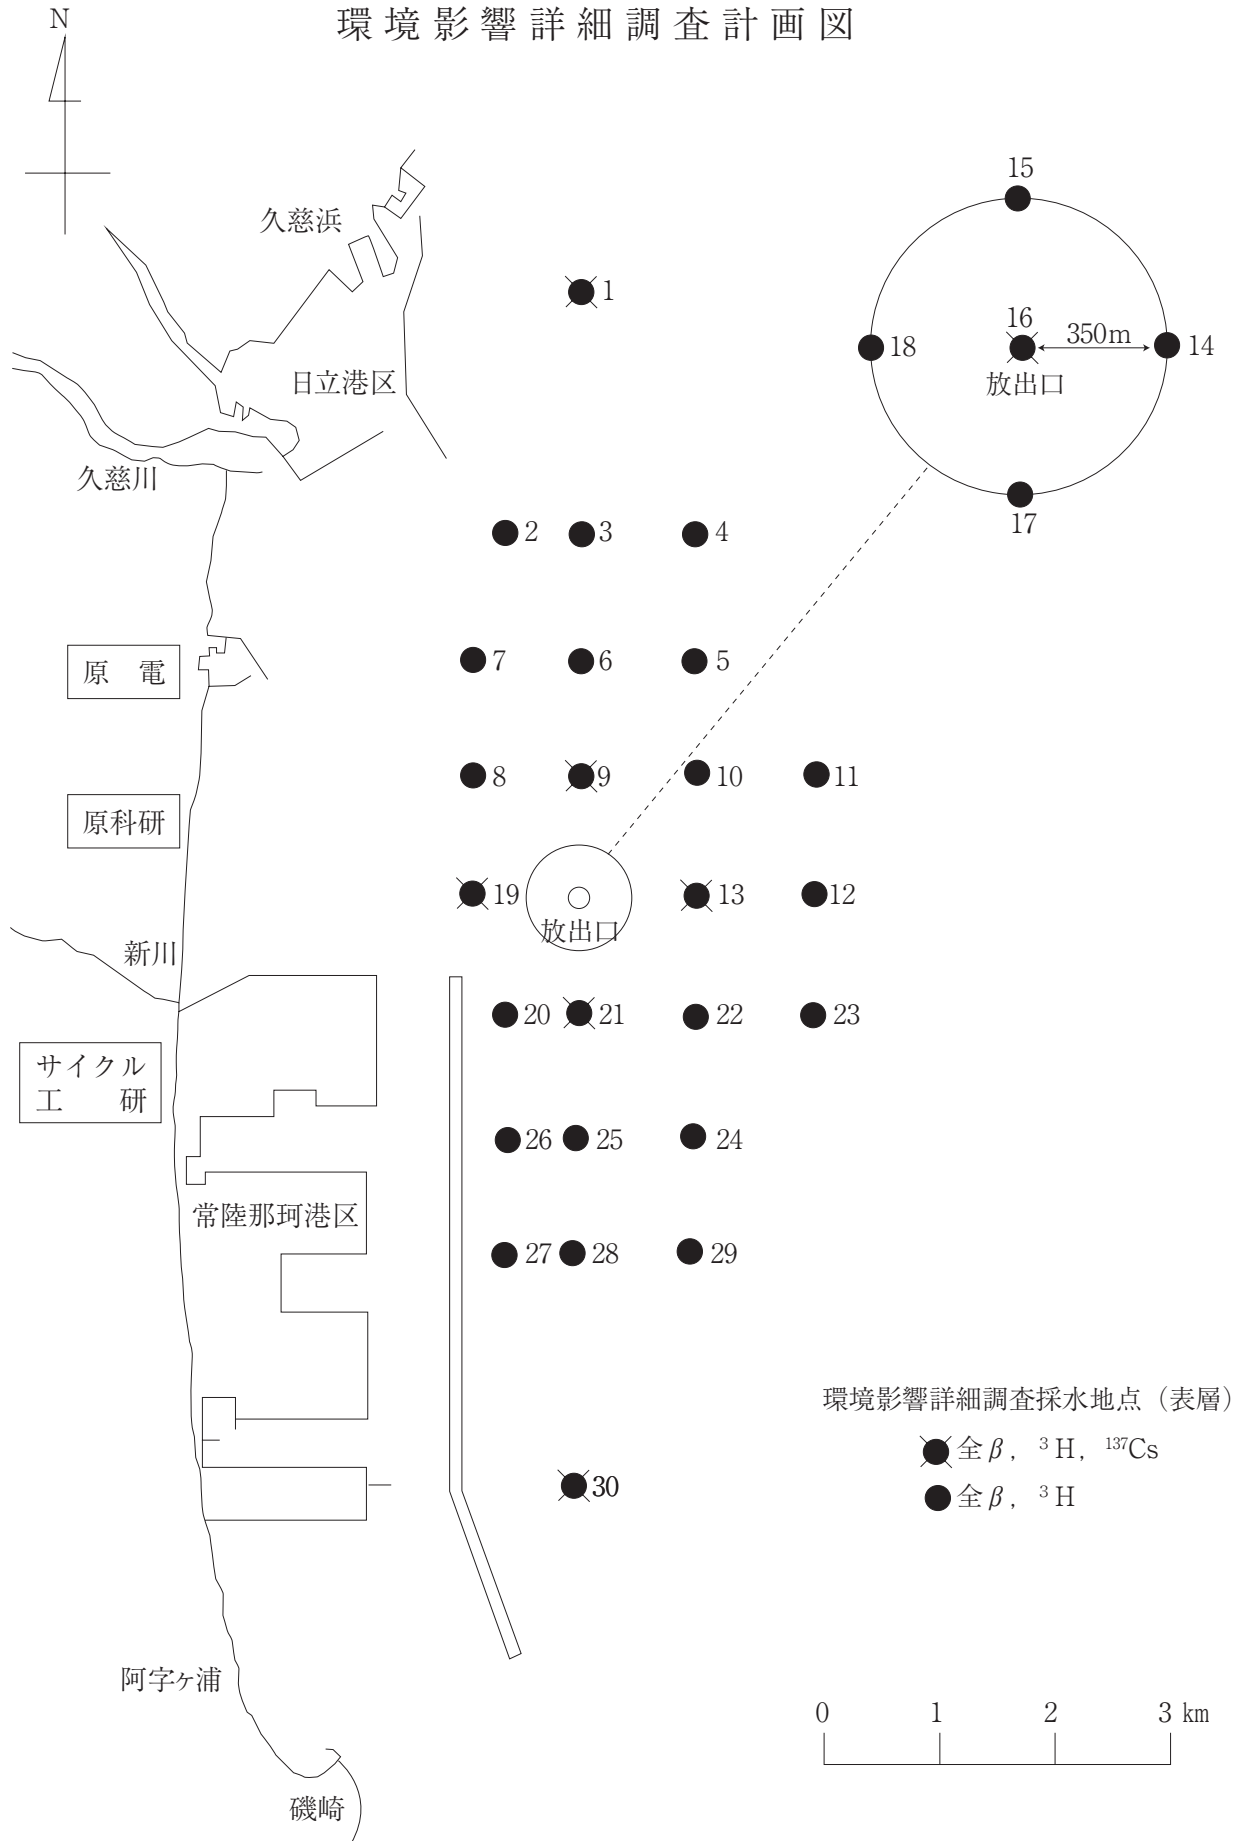 環境影響詳細調査計画図
N
15
久慈浜
1
16
350m
18
14
放出口
日立港区
久慈川
17
2
3
4
原 電
7
6
5
8
9
10
11
原科研
19
13
12
放出口
新川
20
21
22
23
サイクル
工 研
26
25
24
常陸那珂港区
27
28
29
環境影響詳細調査採水地点（表層）
全β，³H，¹³⁷Cs
30
全β，³H
阿字ヶ浦
0 1 2 3 km
磯崎